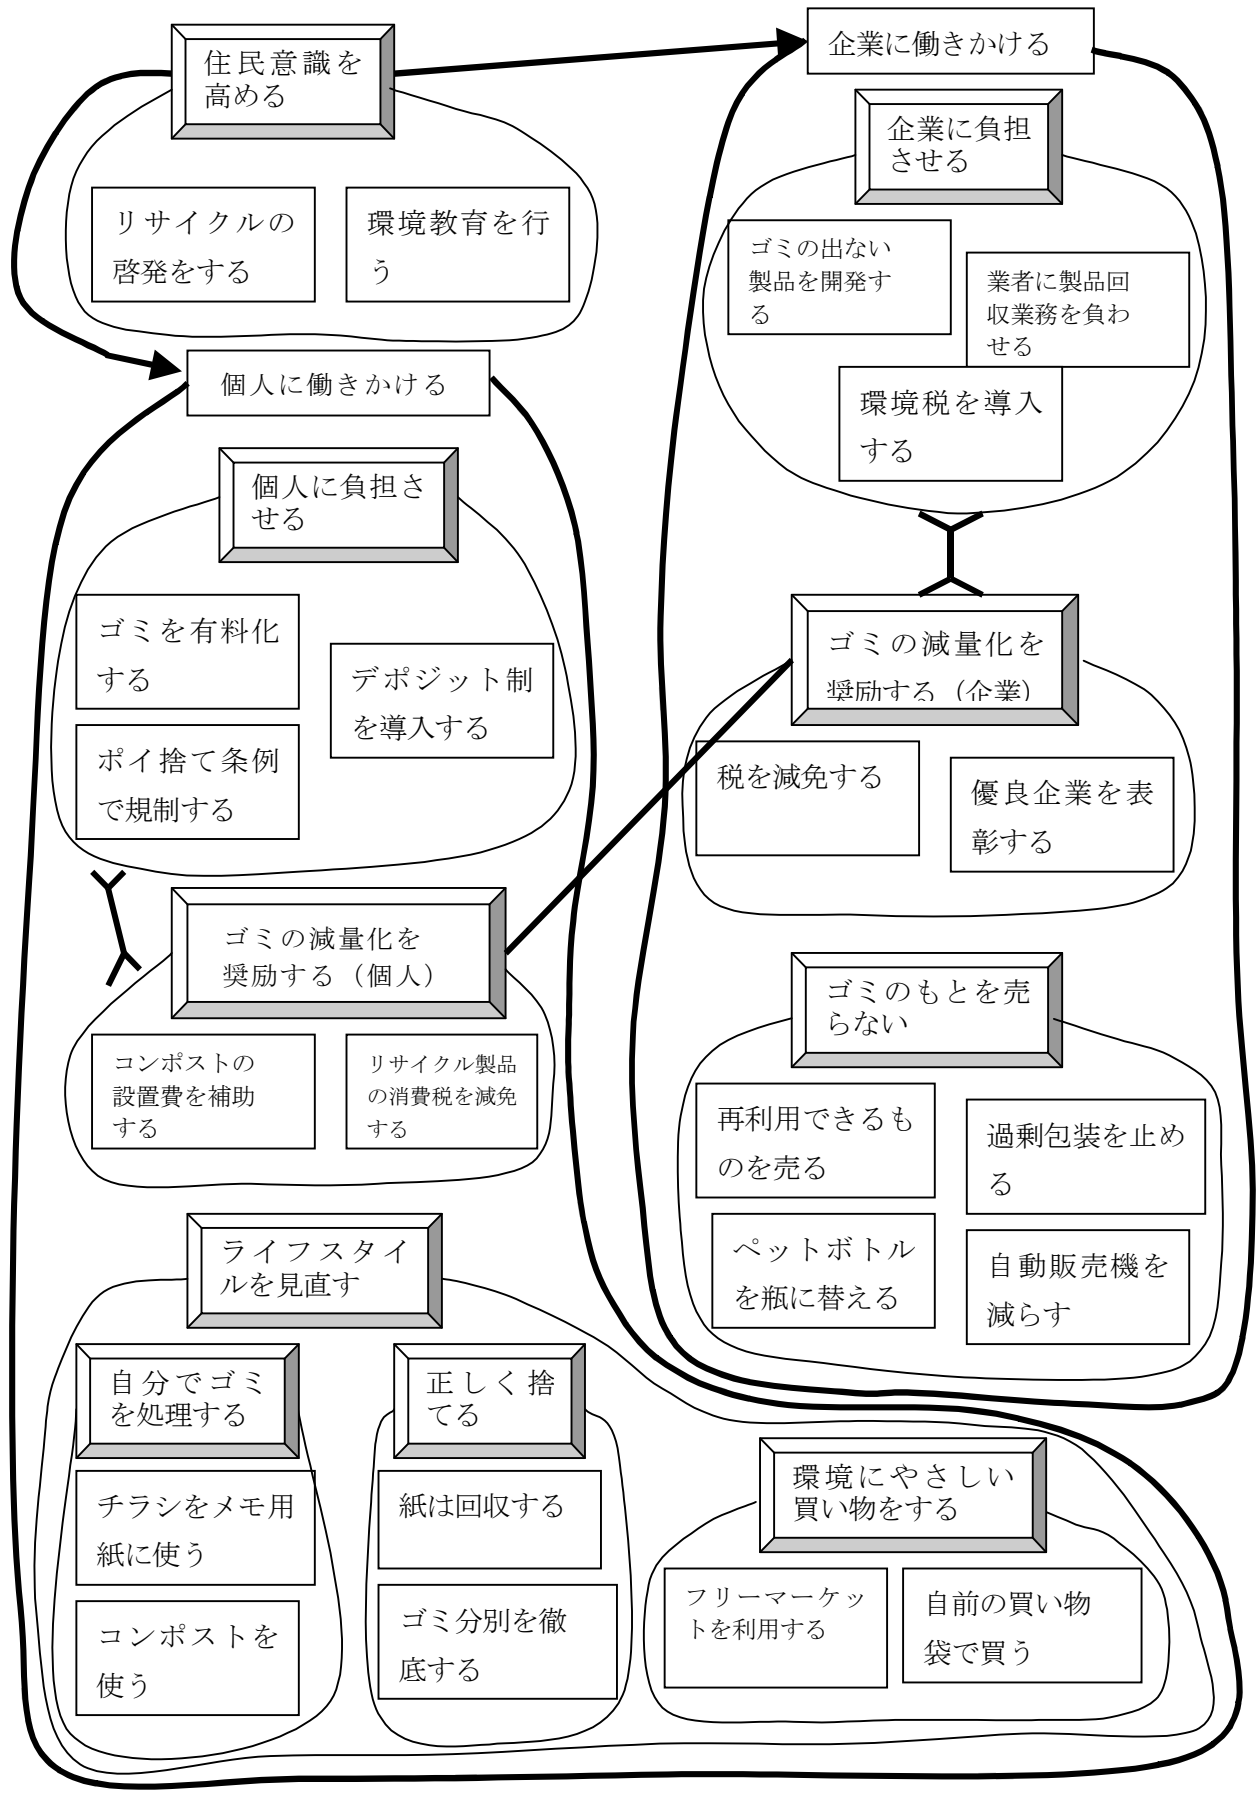 住民意識を
高める
リサイクルの
啓発をする
環境教育を行
う
個人に働きかける
個人に負担さ
せる
ゴミを有料化
する
デポジット制
を導入する
ポイ捨て条例
で規制する
ゴミの減量化を
奨励する（個人）
コンポストの
設置費を補助
する
リサイクル製品
の消費税を減免
する
ライフスタイ
ルを見直す
自分でゴミ
を処理する
チラシをメモ用
紙に使う
コンポストを
使う
正しく捨
てる
紙は回収する
ゴミ分別を徹
底する
環境にやさしい
買い物をする
フリーマーケッ
トを利用する
自前の買い物
袋で買う
企業に働きかける
企業に負担
させる
ゴミの出ない
製品を開発す
る
業者に製品回
収業務を負わ
せる
環境税を導入
する
ゴミの減量化を
奨励する（企業）
税を減免する
優良企業を表
彰する
ゴミのもとを売
らない
再利用できるも
のを売る
過剰包装を止め
る
ペットボトル
を瓶に替える
自動販売機を
減らす